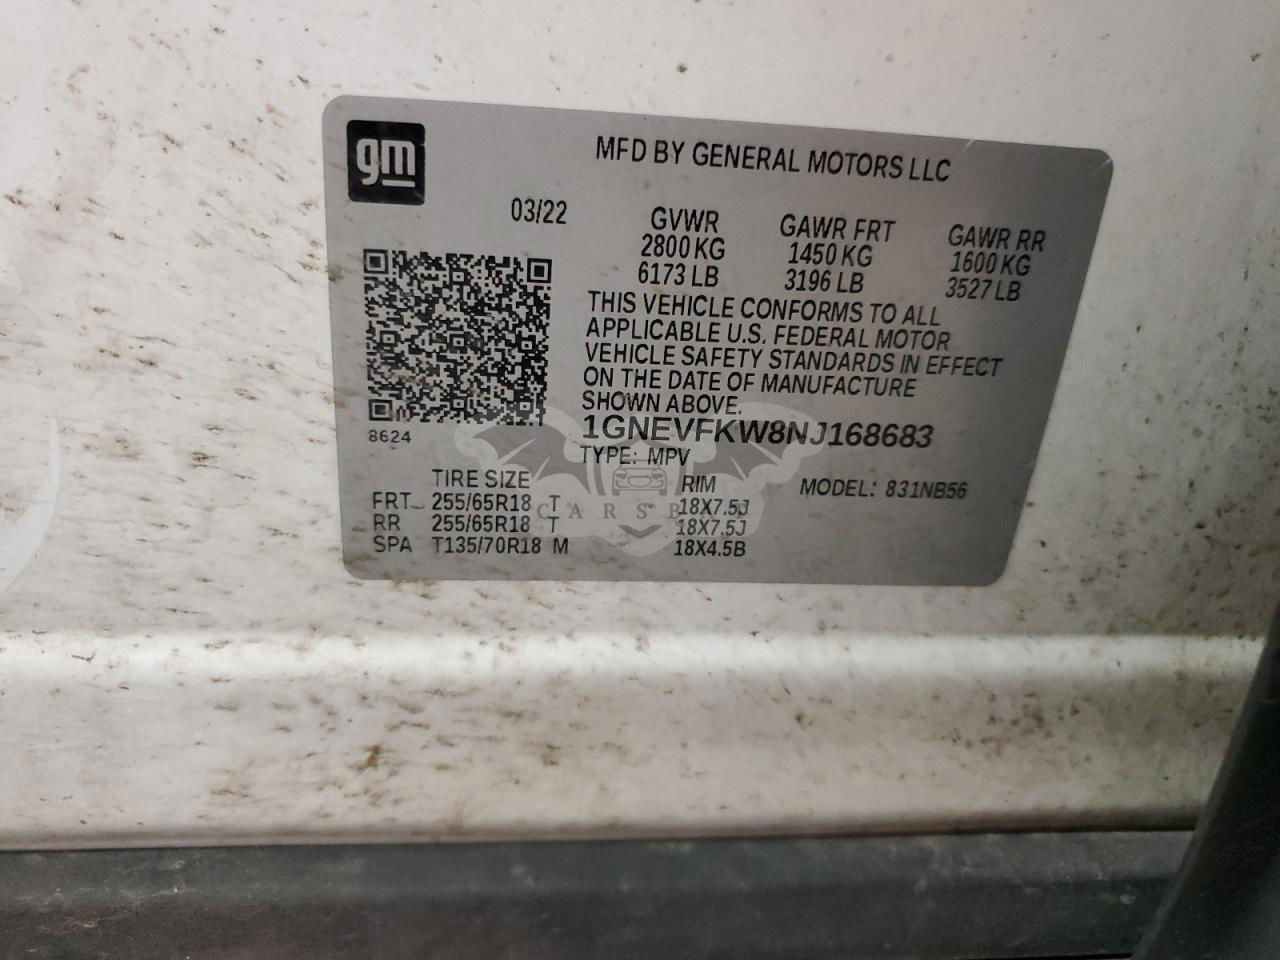 gm
MFD BY GENERAL MOTORS LLC
03/22
GVWR GAWR FRT GAWR RR
2800 KG 1450 KG 1600 KG
6173 LB 3196 LB 3527 LB
THIS VEHICLE CONFORMS TO ALL
APPLICABLE U.S. FEDERAL MOTOR
VEHICLE SAFETY STANDARDS IN EFFECT
ON THE DATE OF MANUFACTURE
SHOWN ABOVE.
8624
1GNEVFKW8NJ168683
TYPE: MPV
TIRE SIZE RIM MODEL: 831NB56
FRT 255/65R18 T 18X7.5J
RR 255/65R18 T 18X7.5J
SPA T135/70R18 M 18X4.5B